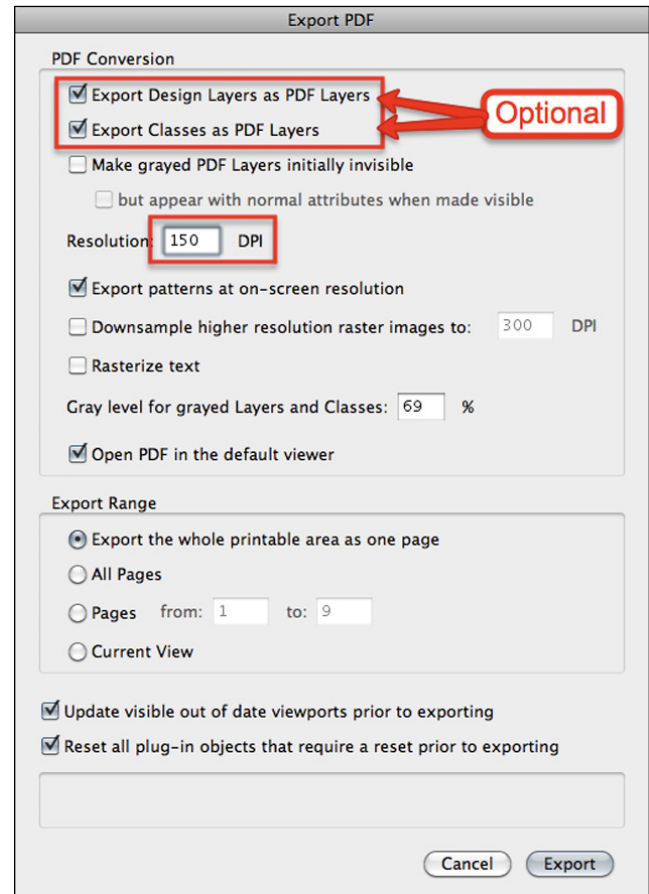 Export PDF
PDF Conversion
Export Design Layers as PDF Layers
Optional
Export Classes as PDF Layers
Make grayed PDF Layers initially invisible
but appear with normal attributes when made visible
Resolution: 150 DPI
Export patterns at on-screen resolution
Downsample higher resolution raster images to: 300 DPI
Rasterize text
Gray level for grayed Layers and Classes: 69 %
Open PDF in the default viewer
Export Range
Export the whole printable area as one page
All Pages
Pages from: 1 to: 9
Current View
Update visible out of date viewports prior to exporting
Reset all plug-in objects that require a reset prior to exporting
Cancel Export